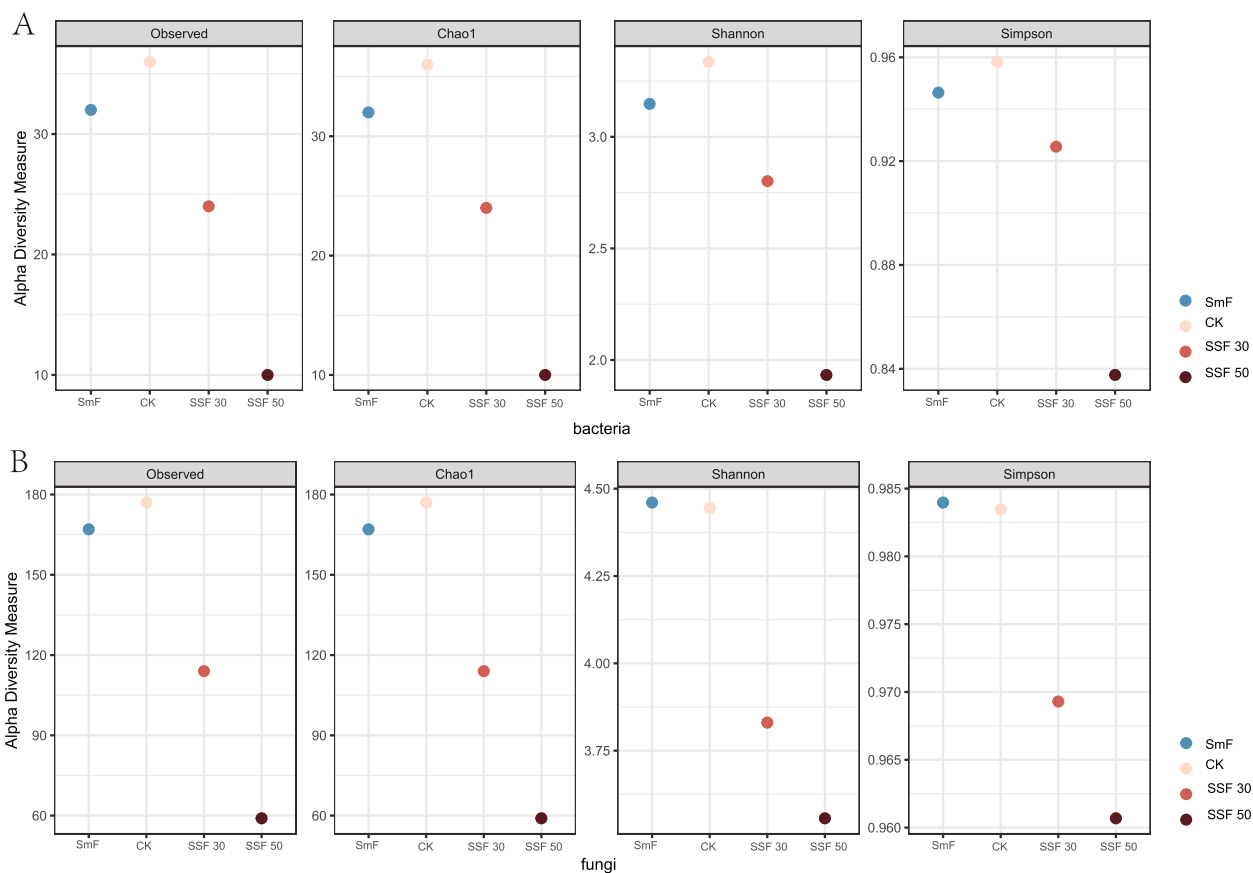 A
Observed
Chao1
Shannon
Simpson
Alpha Diversity Measure
30
20
10
30
20
10
3.0
2.5
2.0
0.96
0.92
0.88
0.84
SmF
CK
SSF 30
SSF 50
SmF
CK
SSF 30
SSF 50
SmF
CK
SSF 30
SSF 50
SmF
CK
SSF 30
SSF 50
bacteria
SmF
CK
SSF 30
SSF 50
B
Observed
Chao1
Shannon
Simpson
Alpha Diversity Measure
180
150
120
90
60
180
150
120
90
60
4.50
4.25
4.00
3.75
0.985
0.980
0.975
0.970
0.965
0.960
SmF
CK
SSF 30
SSF 50
SmF
CK
SSF 30
SSF 50
SmF
CK
SSF 30
SSF 50
SmF
CK
SSF 30
SSF 50
fungi
SmF
CK
SSF 30
SSF 50